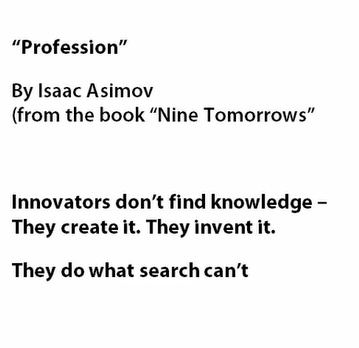 “Profession”
By Isaac Asimov
(from the book “Nine Tomorrows”
Innovators don’t find knowledge –
They create it. They invent it.
They do what search can’t